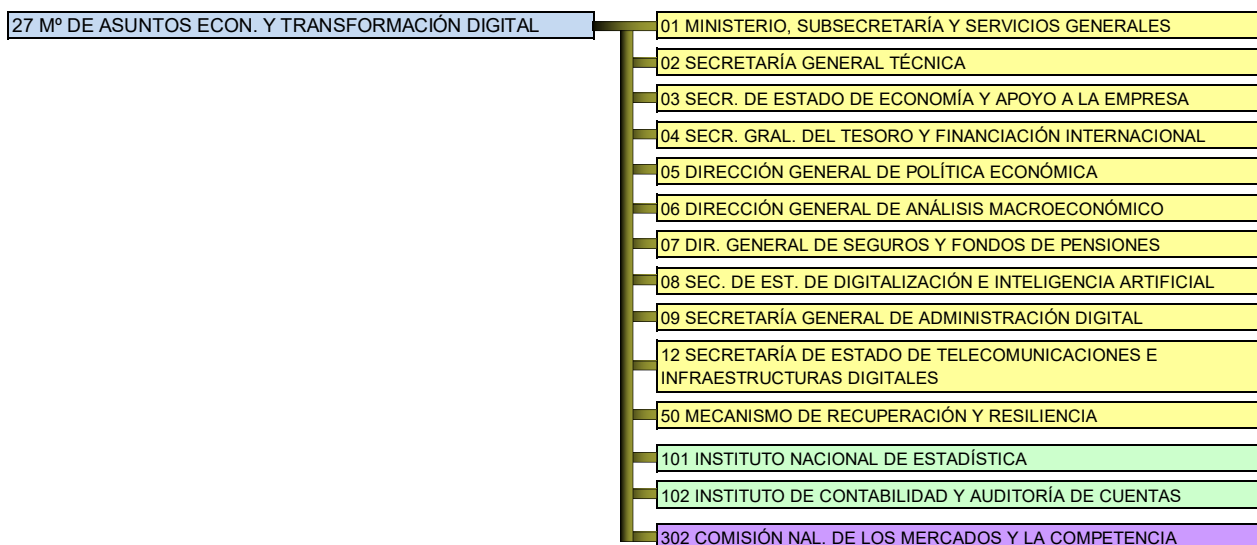 27 Mº DE ASUNTOS ECON. Y TRANSFORMACIÓN DIGITAL
01 MINISTERIO, SUBSECRETARÍA Y SERVICIOS GENERALES
02 SECRETARÍA GENERAL TÉCNICA
03 SECR. DE ESTADO DE ECONOMÍA Y APOYO A LA EMPRESA
04 SECR. GRAL. DEL TESORO Y FINANCIACIÓN INTERNACIONAL
05 DIRECCIÓN GENERAL DE POLÍTICA ECONÓMICA
06 DIRECCIÓN GENERAL DE ANÁLISIS MACROECONÓMICO
07 DIR. GENERAL DE SEGUROS Y FONDOS DE PENSIONES
08 SEC. DE EST. DE DIGITALIZACIÓN E INTELIGENCIA ARTIFICIAL
09 SECRETARÍA GENERAL DE ADMINISTRACIÓN DIGITAL
12 SECRETARÍA DE ESTADO DE TELECOMUNICACIONES E
INFRAESTRUCTURAS DIGITALES
50 MECANISMO DE RECUPERACIÓN Y RESILIENCIA
101 INSTITUTO NACIONAL DE ESTADÍSTICA
102 INSTITUTO DE CONTABILIDAD Y AUDITORÍA DE CUENTAS
302 COMISIÓN NAL. DE LOS MERCADOS Y LA COMPETENCIA